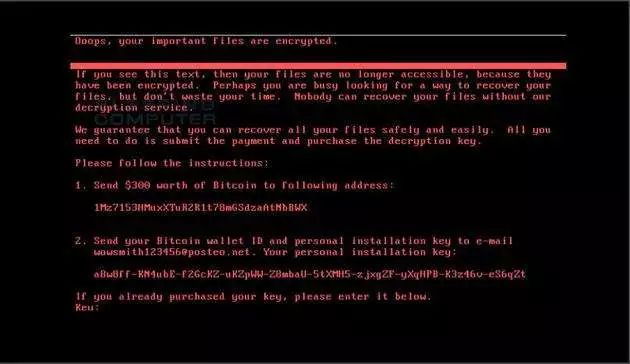 Ooops, your important files are encrypted.
If you see this text, then your files are no longer accessible, because they
have been encrypted. Perhaps you are busy looking for a way to recover your
files, but don't waste your time. Nobody can recover your files without our
decryption service.
COMPUTER
We guarantee that you can recover all your files safely and easily. All you
need to do is submit the payment and purchase the decryption key.
Please follow the instructions:
1. Send $300 worth of Bitcoin to following address:
1Mz7153HMuxXTuR2R1t78mGSdzaAtNbBWX
2. Send your Bitcoin wallet ID and personal installation key to e-mail
wowsmith123456@posteo.net. Your personal installation key:
a8w8ff-KN4ubE-f2GcKZ-uKZpWW-Z8mbaU-5tXMH5-zjxgZF-yXqHPB-K3z46v-eS6qZt
If you already purchased your key, please enter it below.
Key: